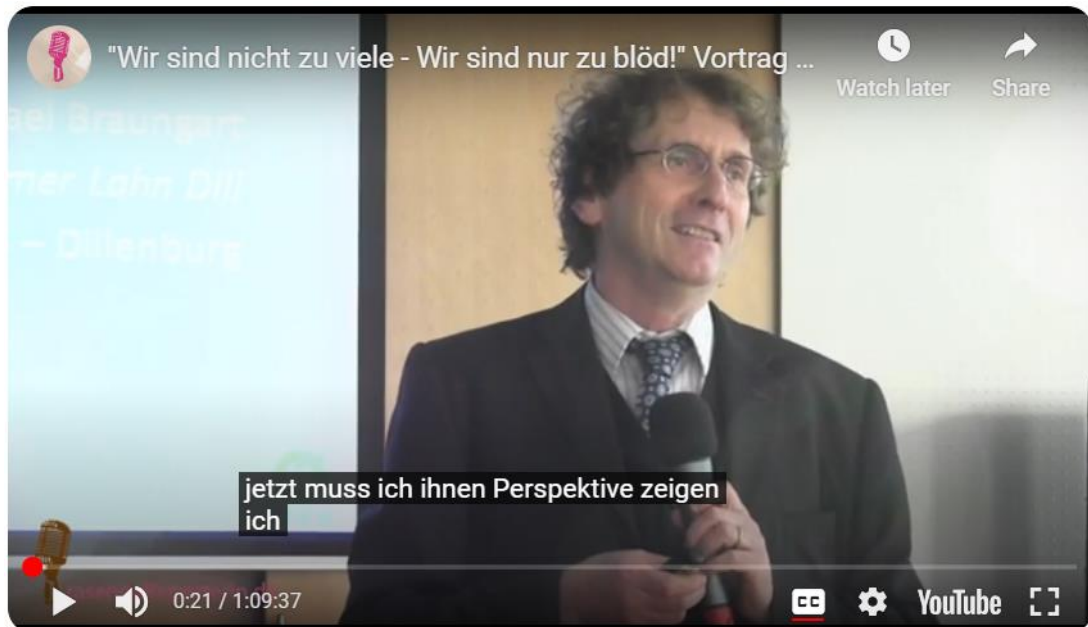 "Wir sind nicht zu viele - Wir sind nur zu blöd!" Vortrag ...
Watch later
Share
ael Braungart
mer Lahn Dill
– Dillenburg
jetzt muss ich ihnen Perspektive zeigen
ich
0:21 / 1:09:37
CC
YouTube